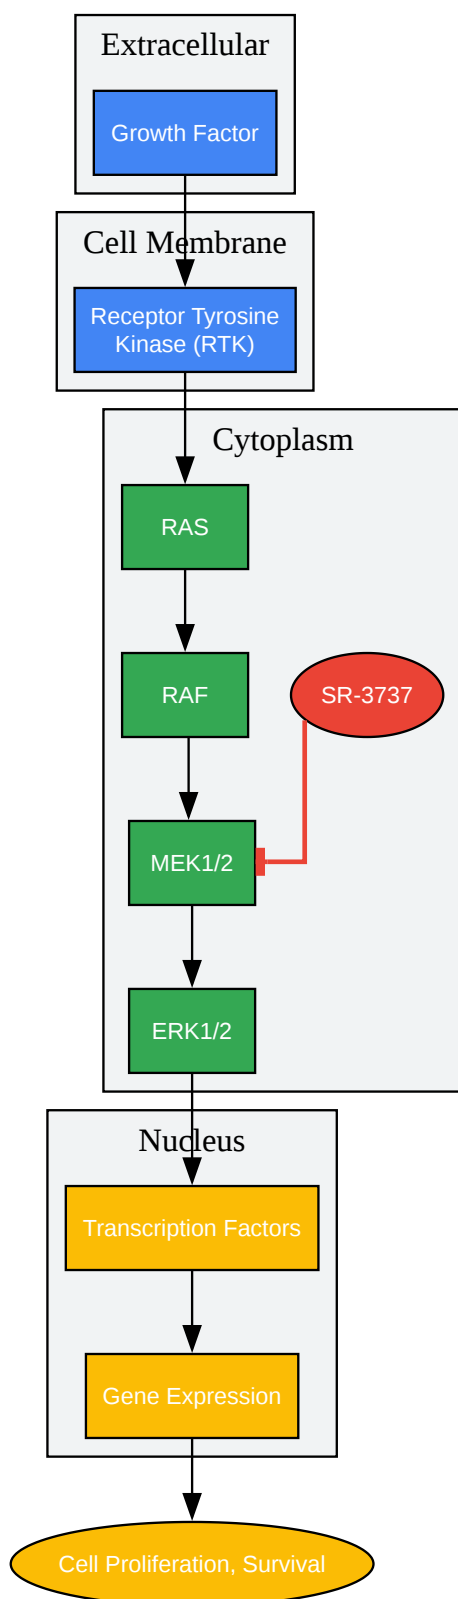 Extracellular
Growth Factor
Cell Membrane
Receptor Tyrosine
Kinase (RTK)
Cytoplasm
RAS
RAF
SR-3737
MEK1/2
ERK1/2
Nucleus
Transcription Factors
Gene Expression
Cell Proliferation, Survival